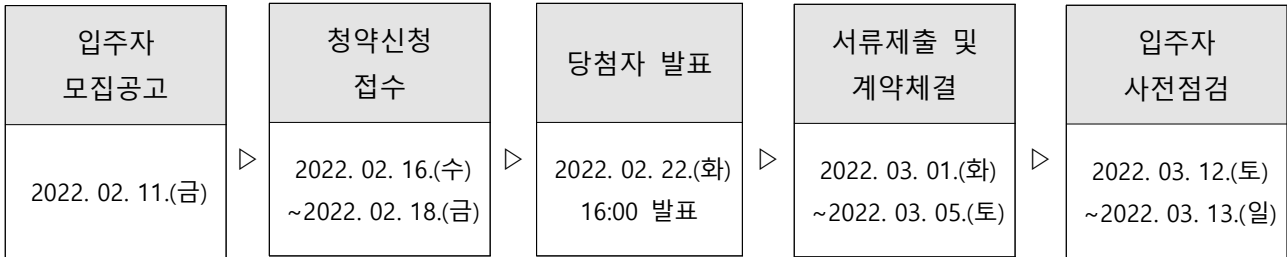 입주자
모집공고
2022. 02. 11.(금)
▷
청약신청
접수
2022. 02. 16.(수)
~2022. 02. 18.(금)
▷
당첨자 발표
2022. 02. 22.(화)
16:00 발표
▷
서류제출 및
계약체결
2022. 03. 01.(화)
~2022. 03. 05.(토)
▷
입주자
사전점검
2022. 03. 12.(토)
~2022. 03. 13.(일)